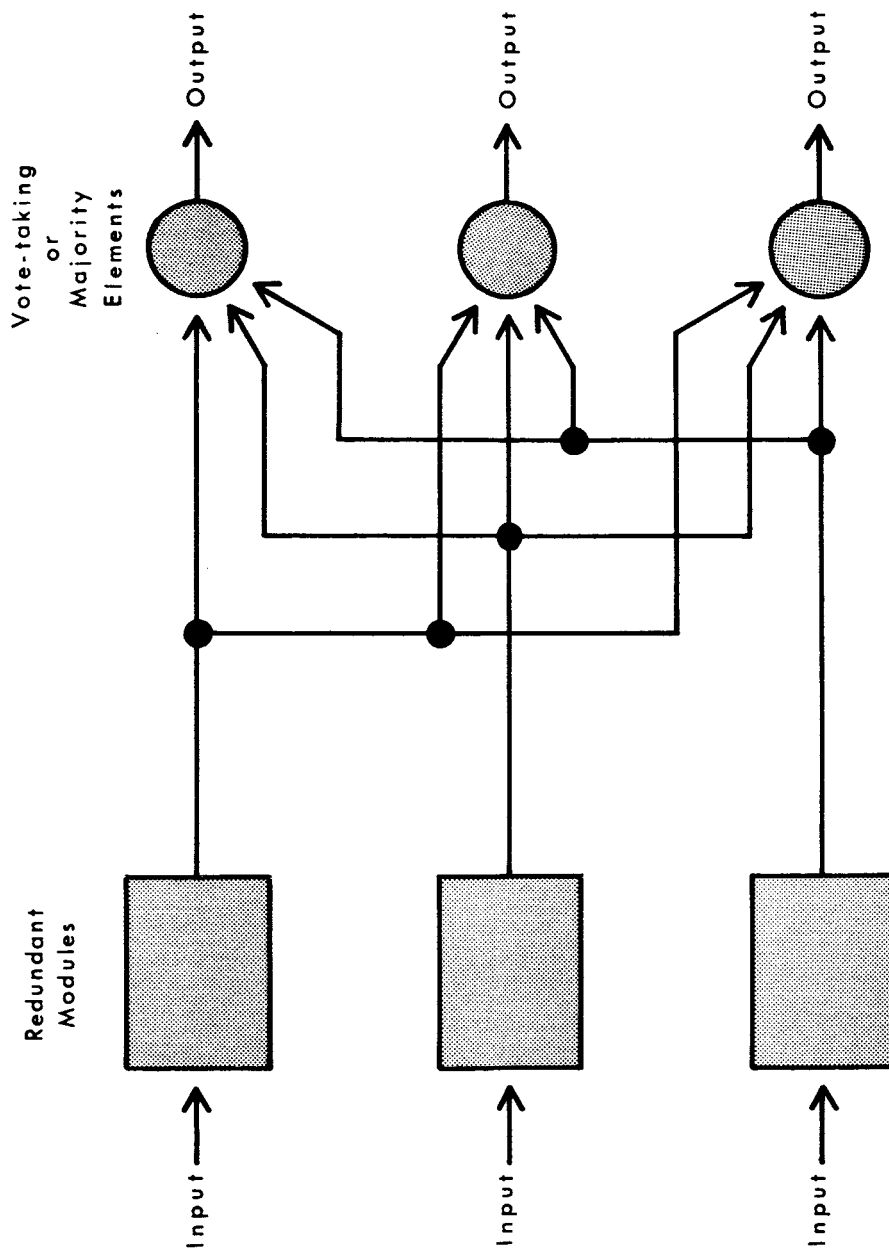 Redundant
Modules
Vote-taking
or
Majority
Elements
Input
Output
Input
Output
Input
Output